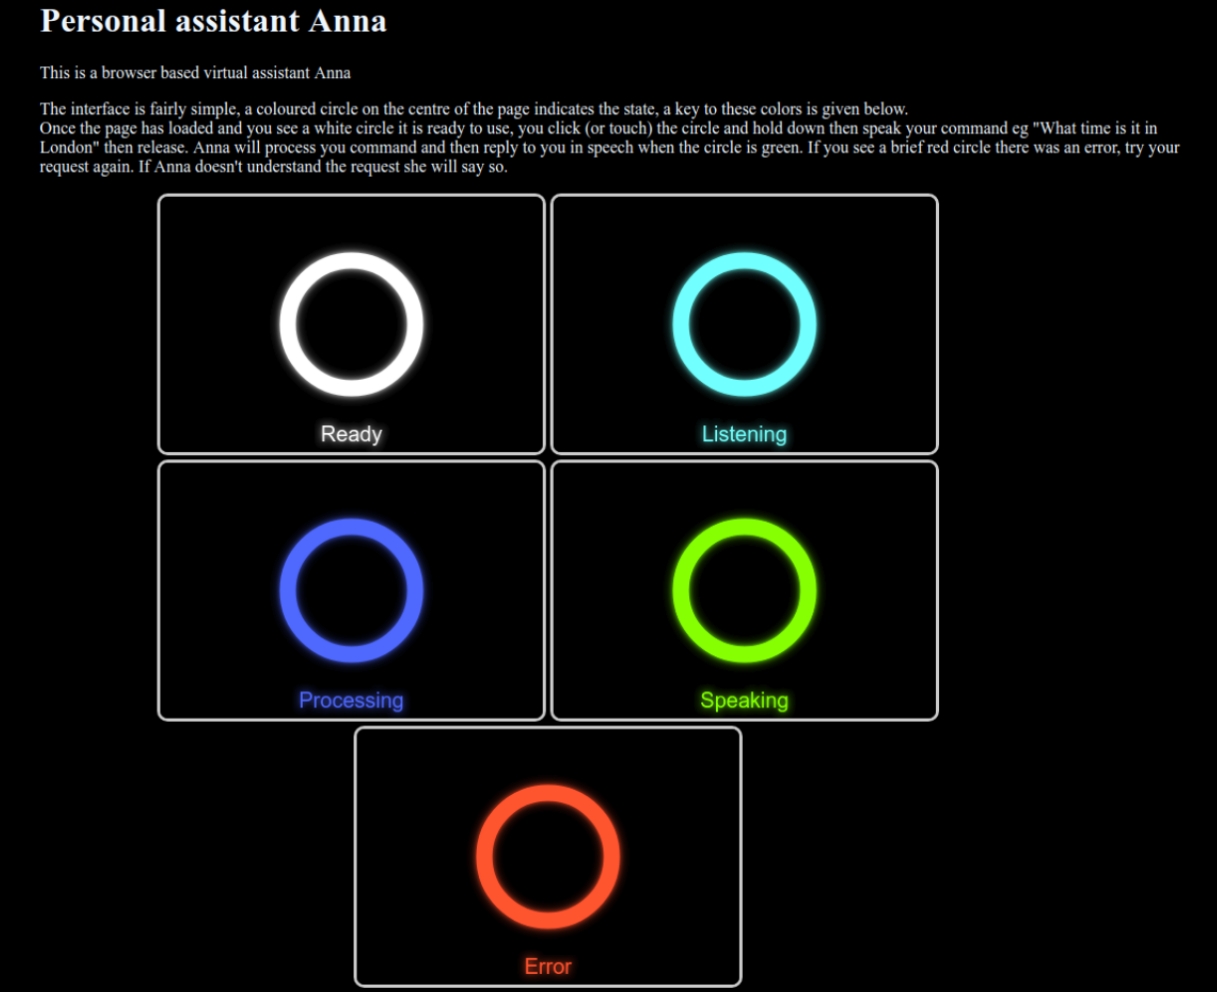 Personal assistant Anna
This is a browser based virtual assistant Anna
The interface is fairly simple, a coloured circle on the centre of the page indicates the state, a key to these colors is given below.
Once the page has loaded and you see a white circle it is ready to use, you click (or touch) the circle and hold down then speak your command eg "What time is it in
London" then release. Anna will process you command and then reply to you in speech when the circle is green. If you see a brief red circle there was an error, try your
request again. If Anna doesn't understand the request she will say so.
Ready
Listening
Processing
Speaking
Error